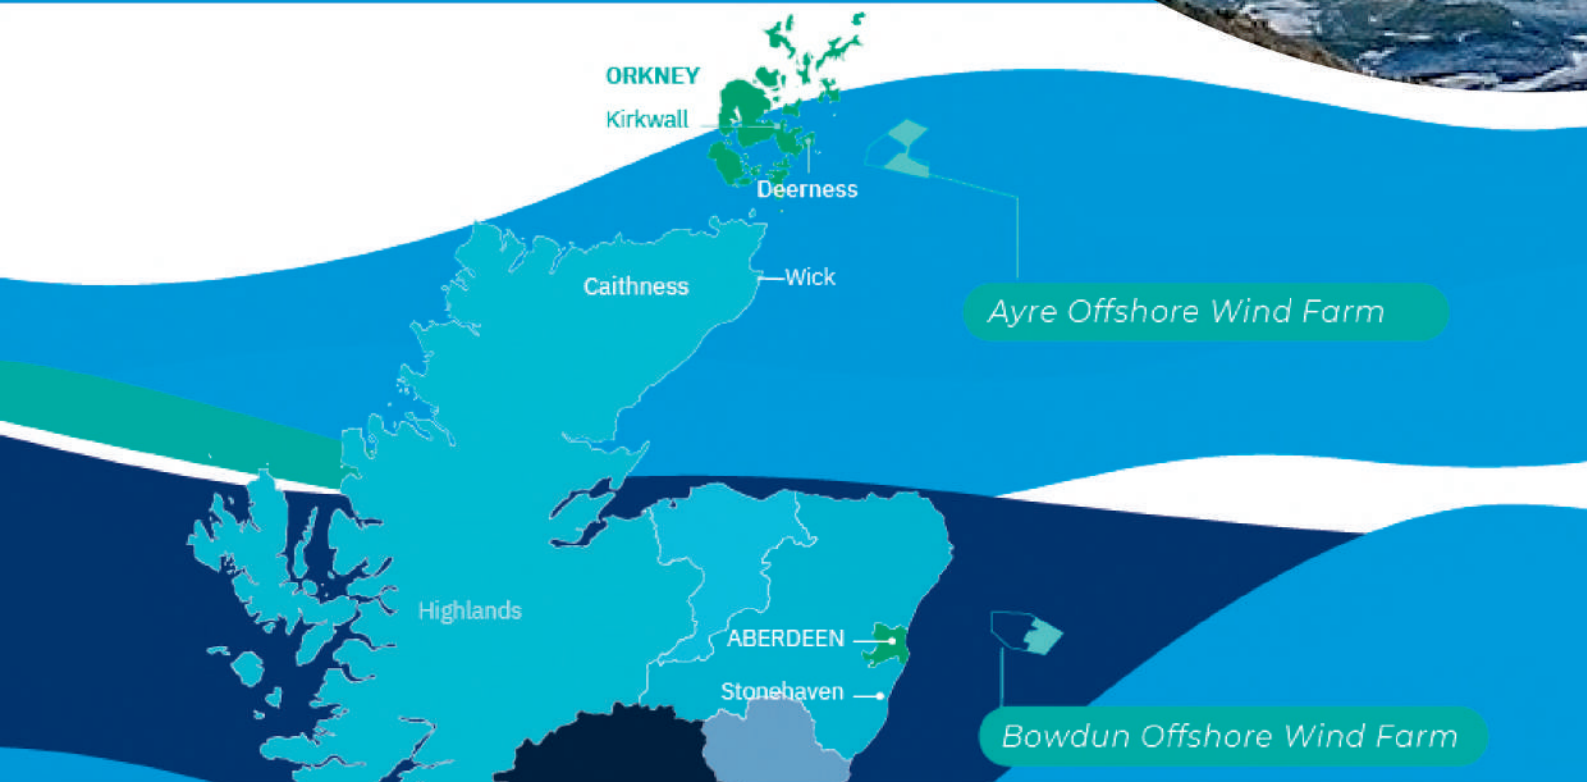 ORKNEY
Kirkwall
Deerness
Caithness
Wick
Ayre Offshore Wind Farm
Highlands
ABERDEEN
Stonehaven
Bowdun Offshore Wind Farm